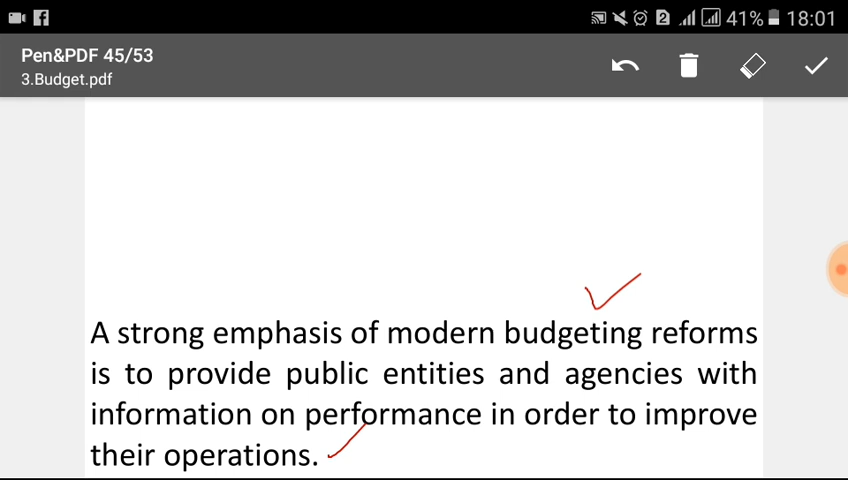 41% 18:01
Pen&PDF 45/53
3.Budget.pdf
A strong emphasis of modern budgeting reforms
is to provide public entities and agencies with
information on performance in order to improve
their operations.